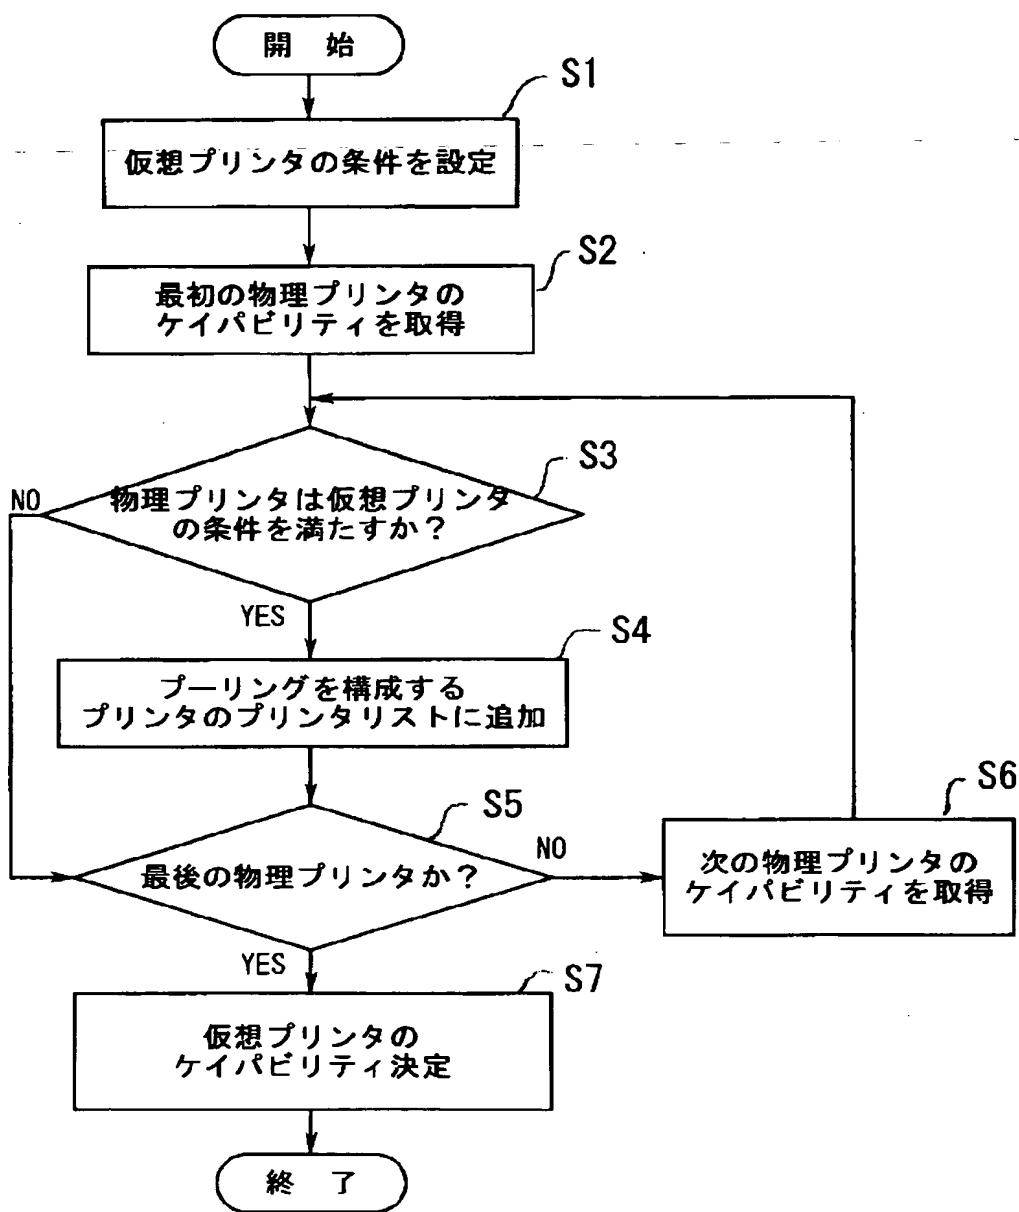 開 始
S1
仮想プリンタの条件を設定
S2
最初の物理プリンタの
ケイパビリティを取得
S3
NO
物理プリンタは仮想プリンタ
の条件を満たすか？
YES
S4
プーリングを構成する
プリンタのプリンタリストに追加
S5
S6
最後の物理プリンタか？
NO
次の物理プリンタの
ケイパビリティを取得
YES
S7
仮想プリンタの
ケイパビリティ決定
終 了